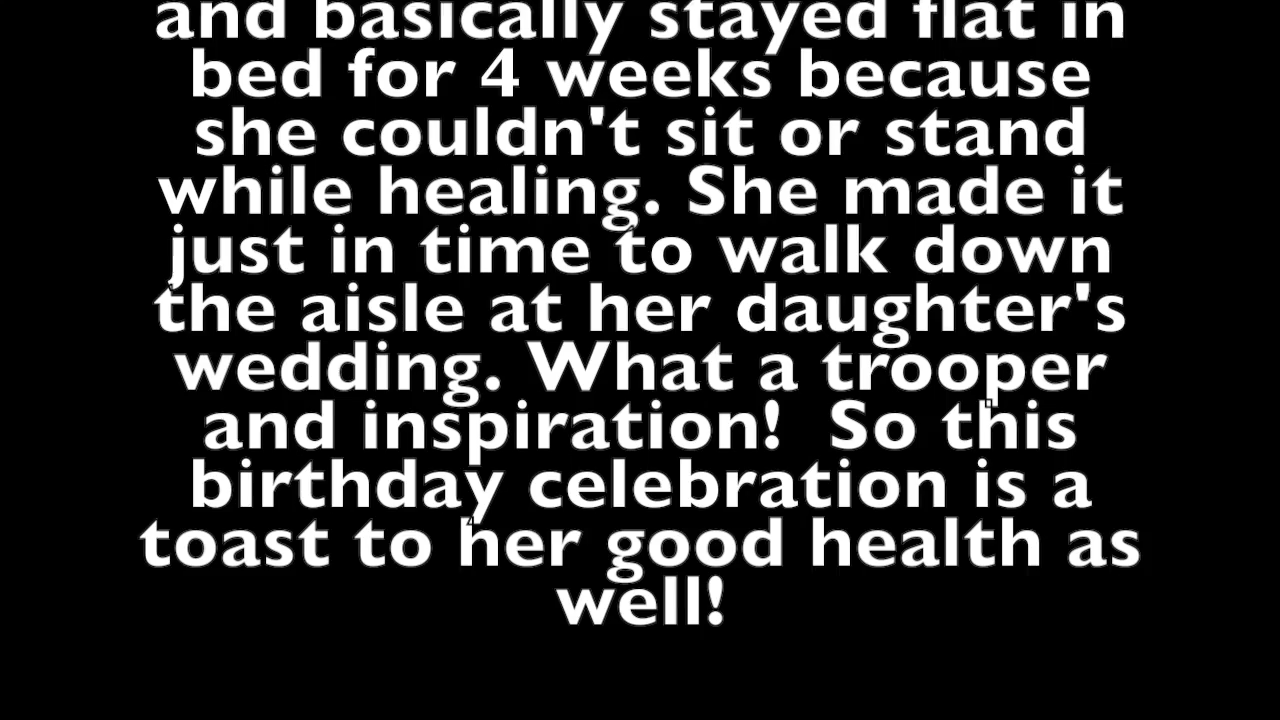 and basically stayed flat in
bed for 4 weeks because
she couldn't sit or stand
while healing. She made it
just in time to walk down
the aisle at her daughter's
wedding. What a trooper
and inspiration!  So this
birthday celebration is a
toast to her good health as
well!